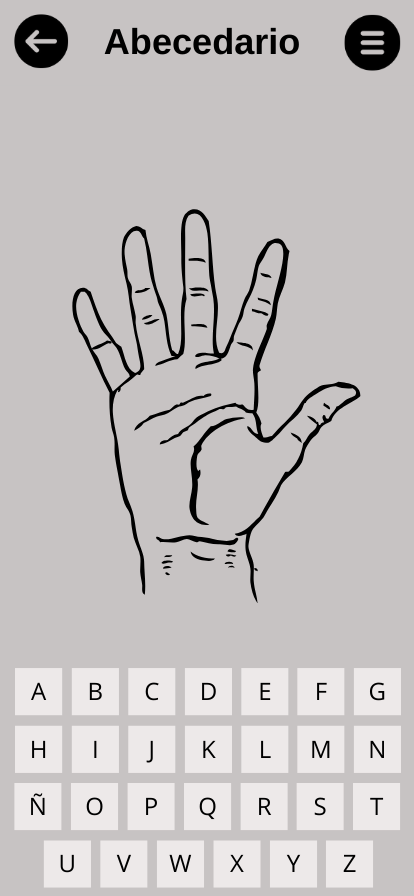 Abecedario
A B C D E F G
H I J K L M N
Ñ O P Q R S T
U V W X Y Z